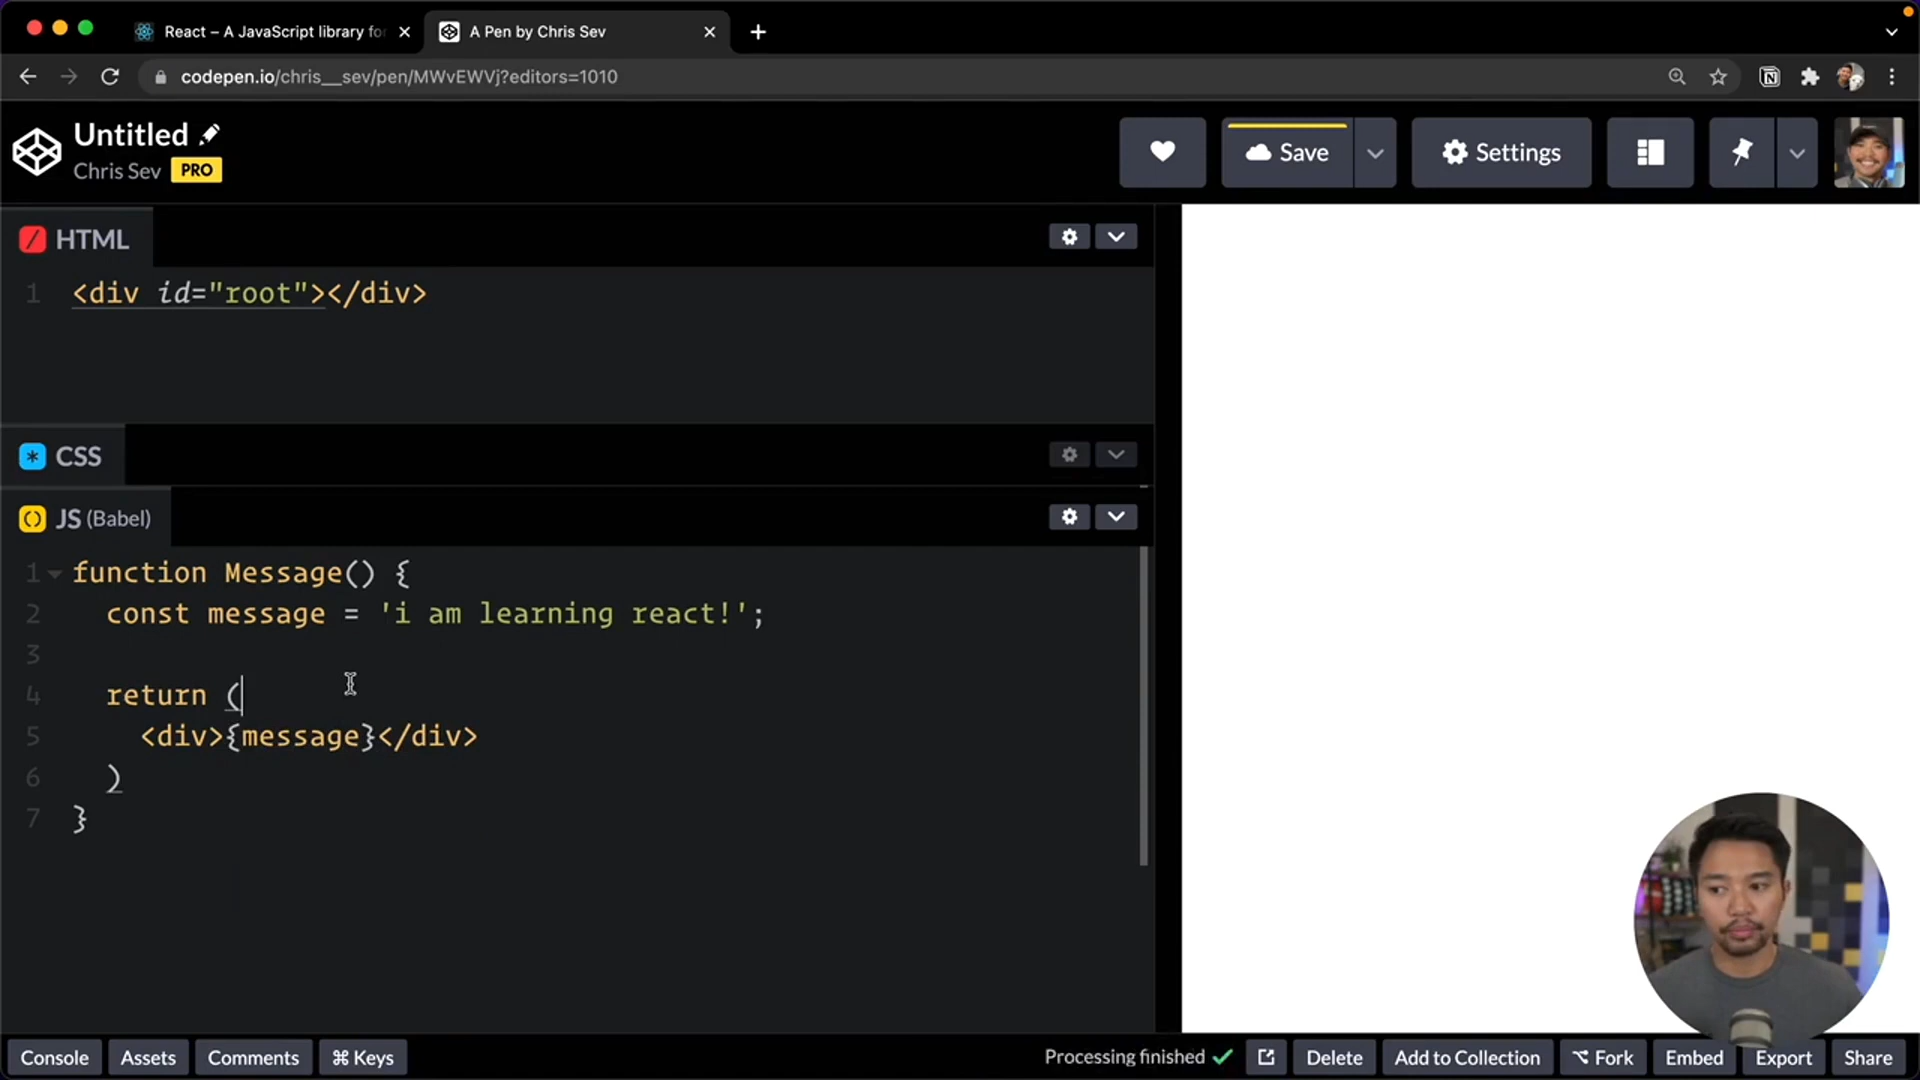 React – A JavaScript library for
A Pen by Chris Sev
codepen.io/chris__sev/pen/MWvEWVj?editors=1010
Untitled
Chris Sev PRO
Save
Settings
HTML
1 <div id="root"></div>
CSS
JS (Babel)
1 function Message() {
2 const message = 'i am learning react!';
3
4 return (
5 <div>{message}</div>
6 )
7 }
Console Assets Comments ⌘ Keys Processing finished Delete Add to Collection Fork Embed Export Share